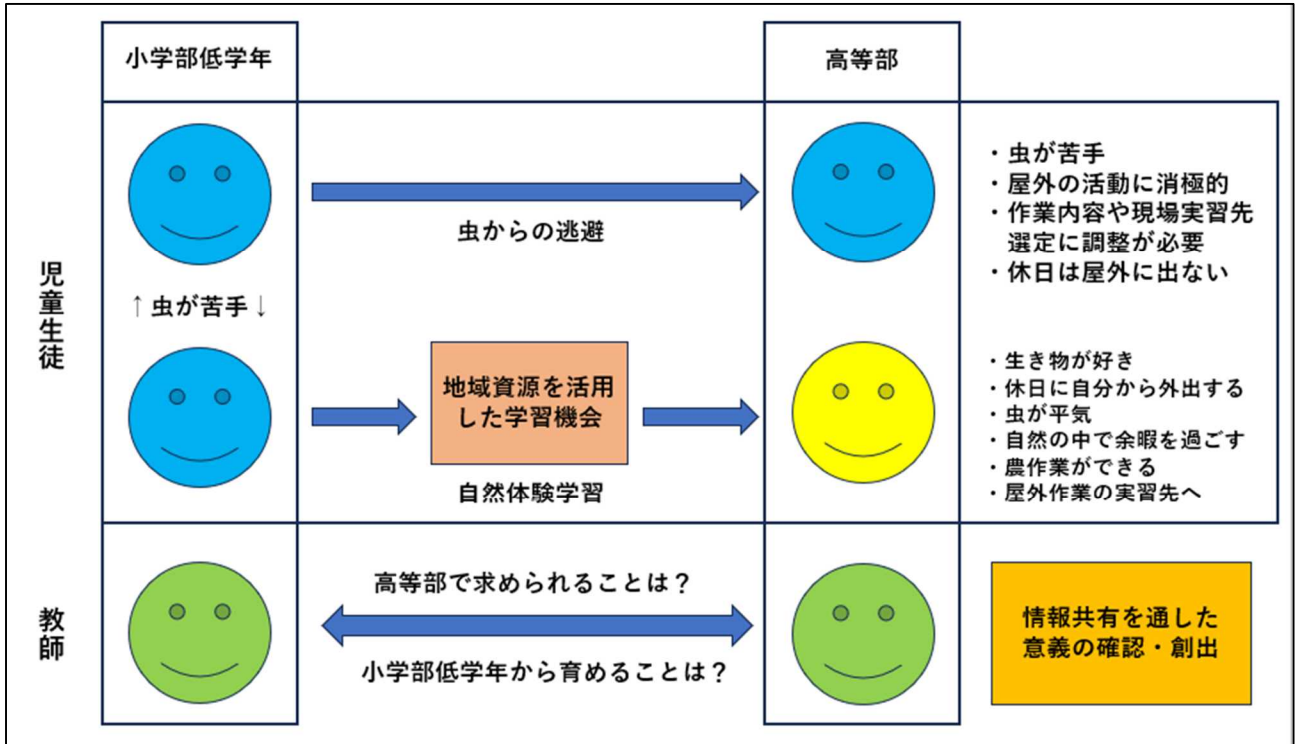 小学部低学年
高等部
児童生徒
虫からの逃避
・虫が苦手
・屋外の活動に消極的
・作業内容や現場実習先
選定に調整が必要
・休日は屋外に出ない
↑虫が苦手↓
地域資源を活用
した学習機会
自然体験学習
・生き物が好き
・休日に自分から外出する
・虫が平気
・自然の中で余暇を過ごす
・農作業ができる
・屋外作業の実習先へ
教師
高等部で求められることは？
小学部低学年から育めることは？
情報共有を通した
意義の確認・創出